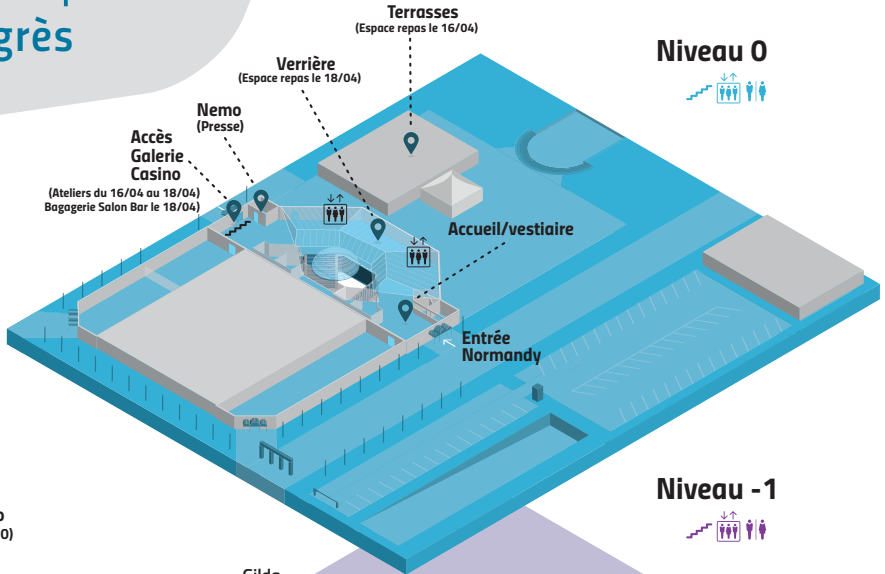 grès
Terrasses
(Espace repas le 16/04)
Niveau 0
Verrière
(Espace repas le 18/04)
Nemo
(Presse)
Accès
Galerie
Casino
(Ateliers du 16/04 au 18/04)
Bagagerie Salon Bar le 18/04)
Accueil/vestiaire
Entrée
Normandy
Niveau -1
0)